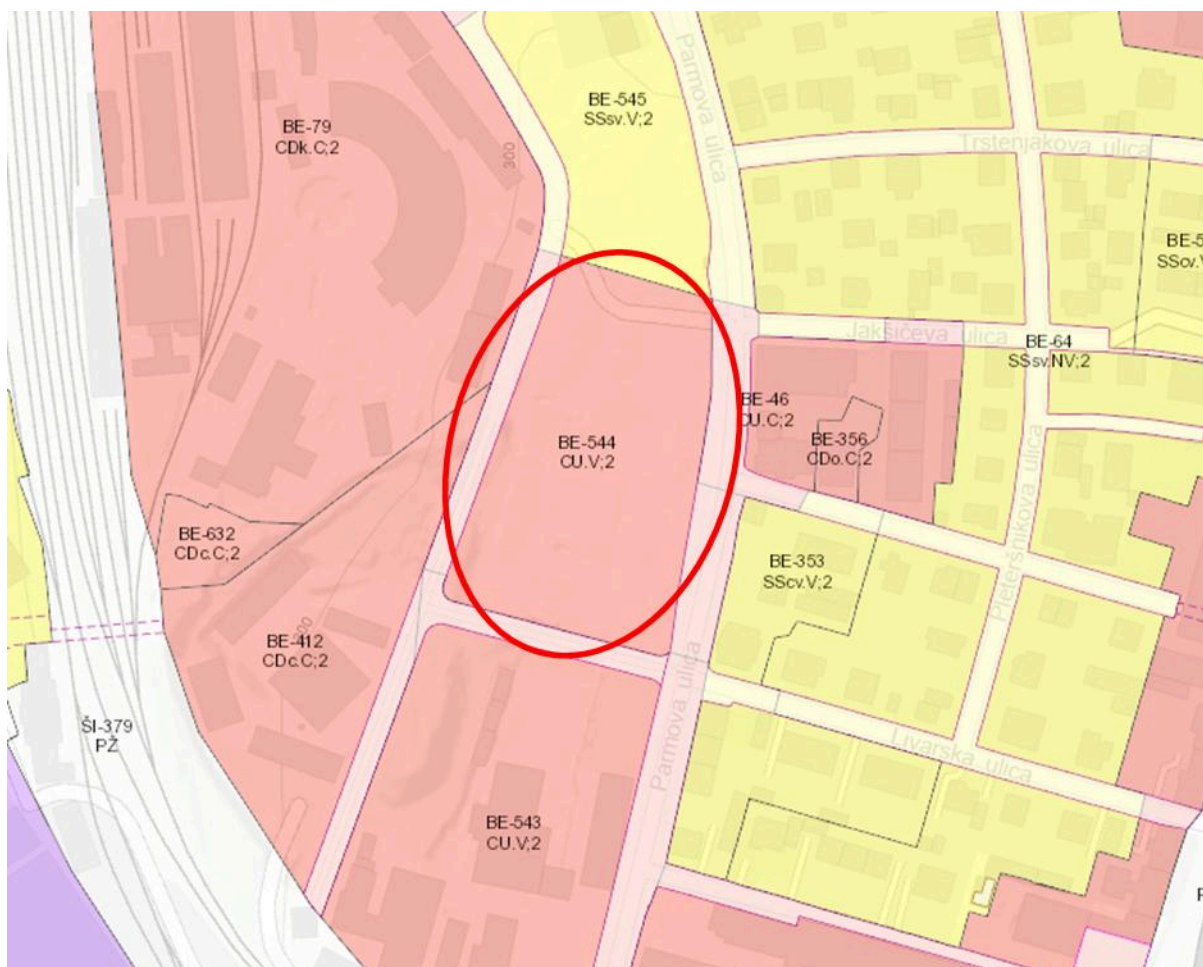 Parmova ulica
BE-545
SSsv.V;2
BE-79
CDk.C;2
300
Trstenjakova ulica
Jakšičeva ulica
BE-64
SSsv.NV;2
BE-544
CU.V;2
BE-46
CU.C;2
BE-356
CDo.C;2
BE-632
CDc.C;2
BE-353
SScv.V;2
Pleteršnikova ulica
BE-412
CDc.C;2
ŠI-379
PŽ
Parmova ulica
Livarska ulica
BE-543
CU.V;2